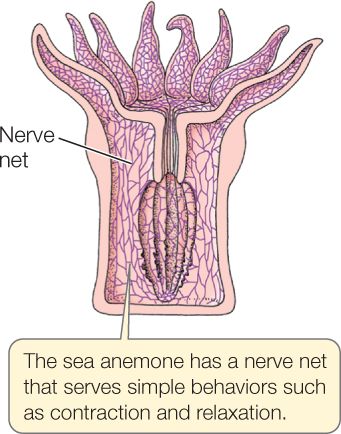 Nerve
net
The sea anemone has a nerve net
that serves simple behaviors such
as contraction and relaxation.